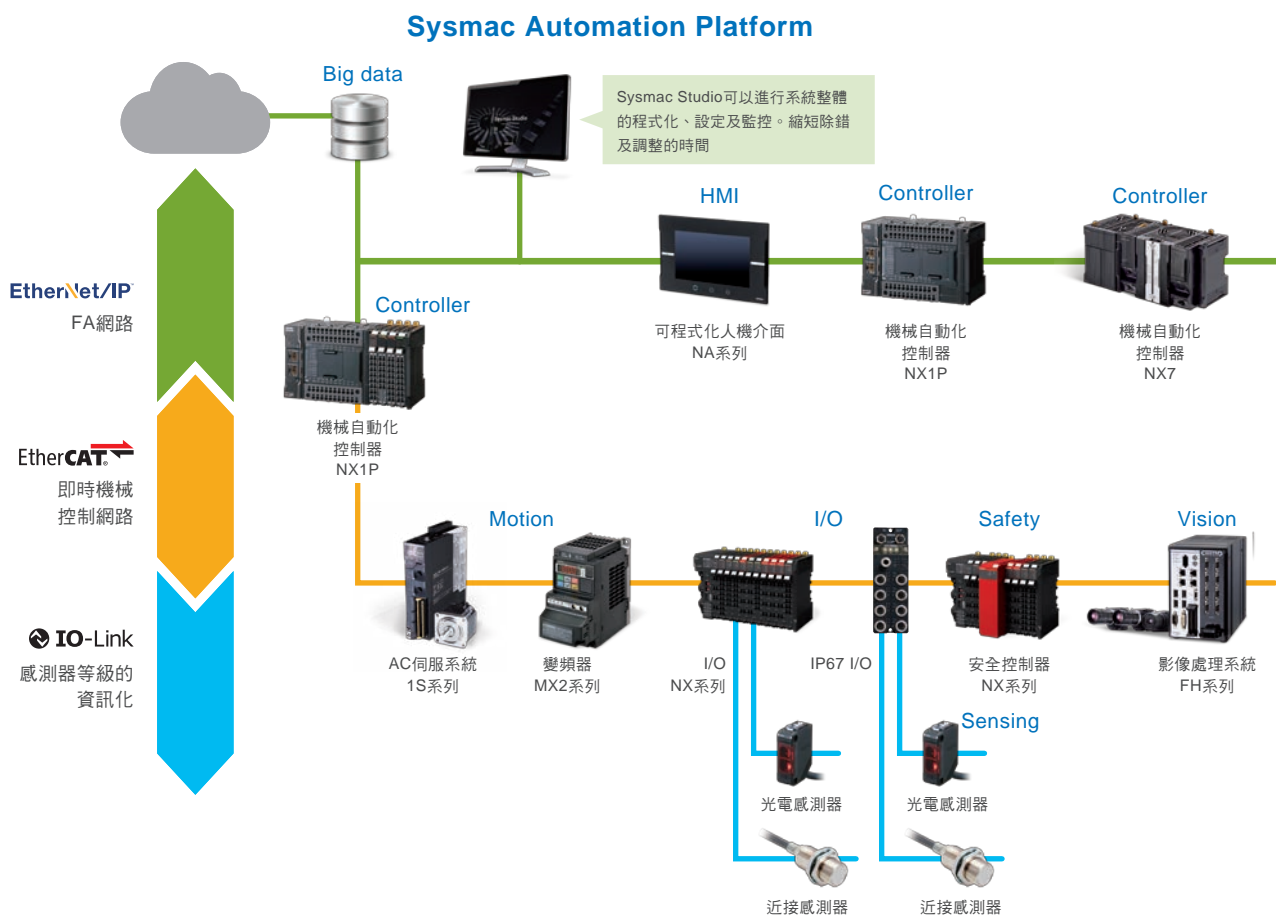 Sysmac Automation Platform
Big data
Sysmac Studio
Sysmac Studio可以進行系統整體
的程式化、設定及監控。縮短除錯
及調整的時間
HMI
Controller
Controller
EtherNet/IP
FA網路
Controller
可程式化人機介面
NA系列
機械自動化
控制器
NX1P
機械自動化
控制器
NX7
機械自動化
控制器
NX1P
EtherCAT®
即時機械
控制網路
Motion
I/O
Safety
Vision
IO-Link
感測器等級的
資訊化
AC伺服系統
1S系列
變頻器
MX2系列
I/O
NX系列
IP67 I/O
安全控制器
NX系列
影像處理系統
FH系列
Sensing
光電感測器
光電感測器
近接感測器
近接感測器